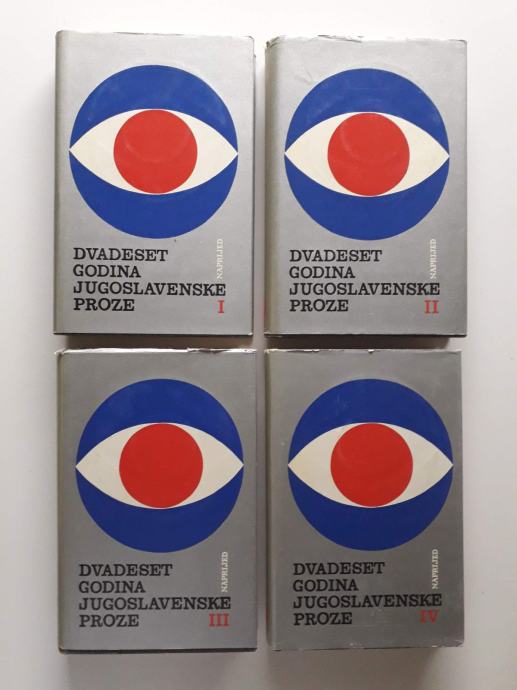 DVADESET
GODINA
JUGOSLAVENSKE
PROZE I
NAPRIJED
DVADESET
GODINA
JUGOSLAVENSKE
PROZE II
NAPRIJED
DVADESET
GODINA
JUGOSLAVENSKE
PROZE III
NAPRIJED
DVADESET
GODINA
JUGOSLAVENSKE
PROZE IV
NAPRIJED